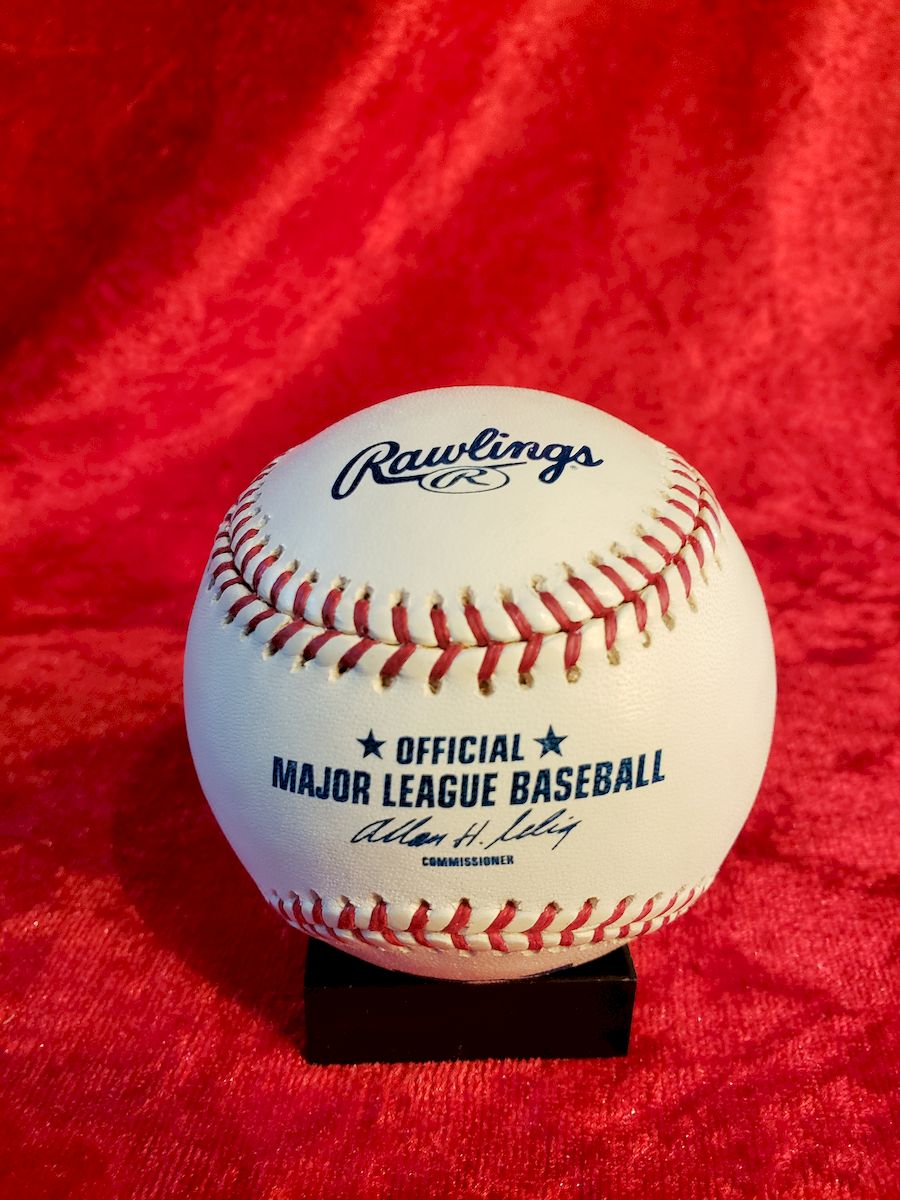 Rawlings
R
★ OFFICIAL ★
MAJOR LEAGUE BASEBALL
Allan H. Selig
COMMISSIONER